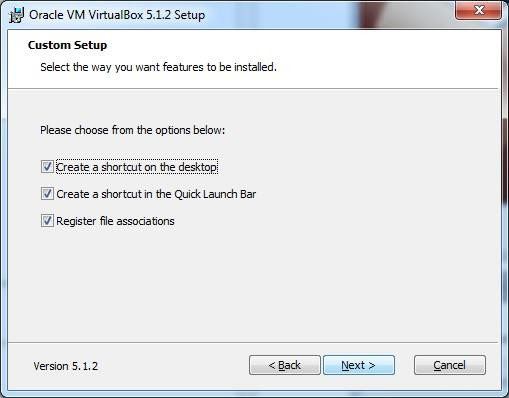 Oracle VM VirtualBox 5.1.2 Setup
Custom Setup
Select the way you want features to be installed.
Please choose from the options below:
Create a shortcut on the desktop
Create a shortcut in the Quick Launch Bar
Register file associations
Version 5.1.2
< Back
Next >
Cancel